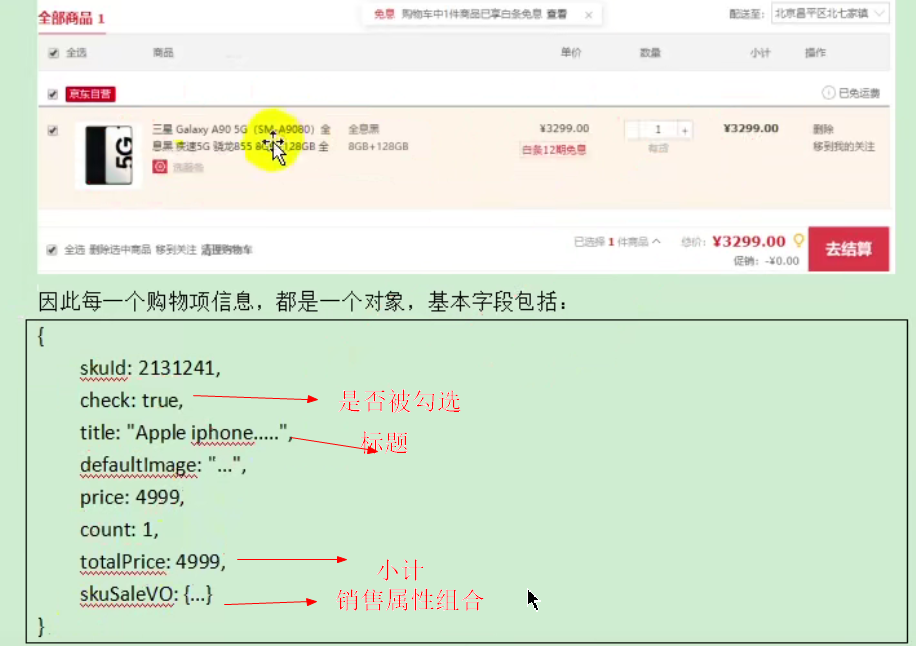 全部商品 1
免息 购物车中1件商品已享白条免息 查看 ×
配送至: 北京昌平区北七家镇
全选 商品 单价 数量 小计 操作
京东自营 已免运费
三星 Galaxy A90 5G（SM-A9080）全 全息黑 ¥3299.00 1 + ¥3299.00 删除
息黑 疾速5G 骁龙855 8GB+128GB 全 8GB+128GB 白条12期免息 有货 移到我的关注
5G
选服务
全选 删除选中商品 移到关注 清理购物车
已选择 1 件商品 总价: ¥3299.00
促销: -¥0.00
去结算
因此每一个购物项信息，都是一个对象，基本字段包括：
{
skuId: 2131241,
check: true, 是否被勾选
title: "Apple iphone.....", 标题
defaultImage: "...",
price: 4999,
count: 1,
totalPrice: 4999, 小计
skuSaleVO: {...} 销售属性组合
}